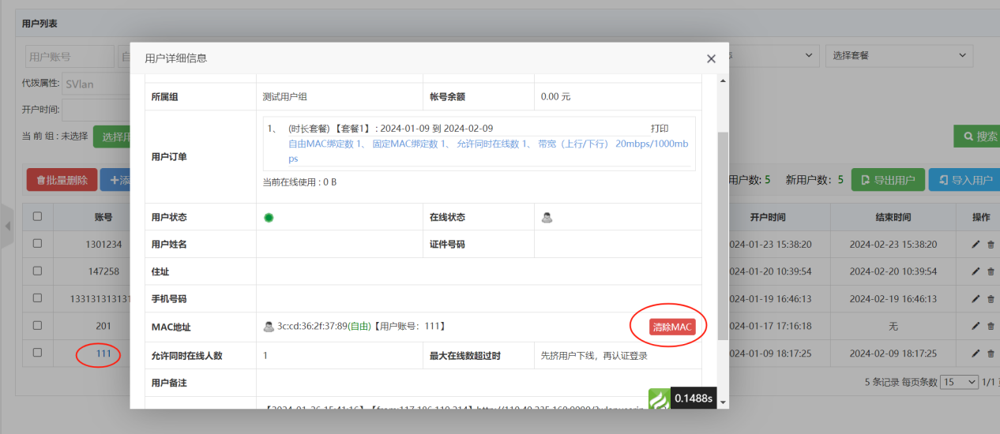 用户列表
用户详细信息
用户账号
自
选择套餐
代拨属性:
SVlan
开户时间:
当 前 组 : 未选择
选择用
搜索
批量删除
添
用户数: 5
新用户数: 5
导出用户
导入用户
账号
开户时间
结束时间
操作
1301234
024-01-23 15:38:20
2024-02-23 15:38:20
147258
024-01-20 10:39:54
2024-02-20 10:39:54
133131313131
024-01-19 16:46:13
2024-02-19 16:46:13
201
024-01-17 17:16:18
无
111
024-01-09 18:17:25
2024-02-09 18:17:25
5 条记录 每页条数 15
1/1
所属组
测试用户组
帐号余额
0.00 元
用户订单
1、 (时长套餐) 【套餐1】 : 2024-01-09 到 2024-02-09
打印
自由MAC绑定数 1、 固定MAC绑定数 1、 允许同时在线数 1、 带宽（上行/下行） 20mbps/1000mb
ps
当前在线使用 : 0 B
用户状态
在线状态
用户姓名
证件号码
住址
手机号码
MAC地址
3c:cd:36:2f:37:89(自由)【用户账号：111】
清除MAC
允许同时在线人数
1
最大在线数超过时
先挤用户下线，再认证登录
用户备注
0.1488s